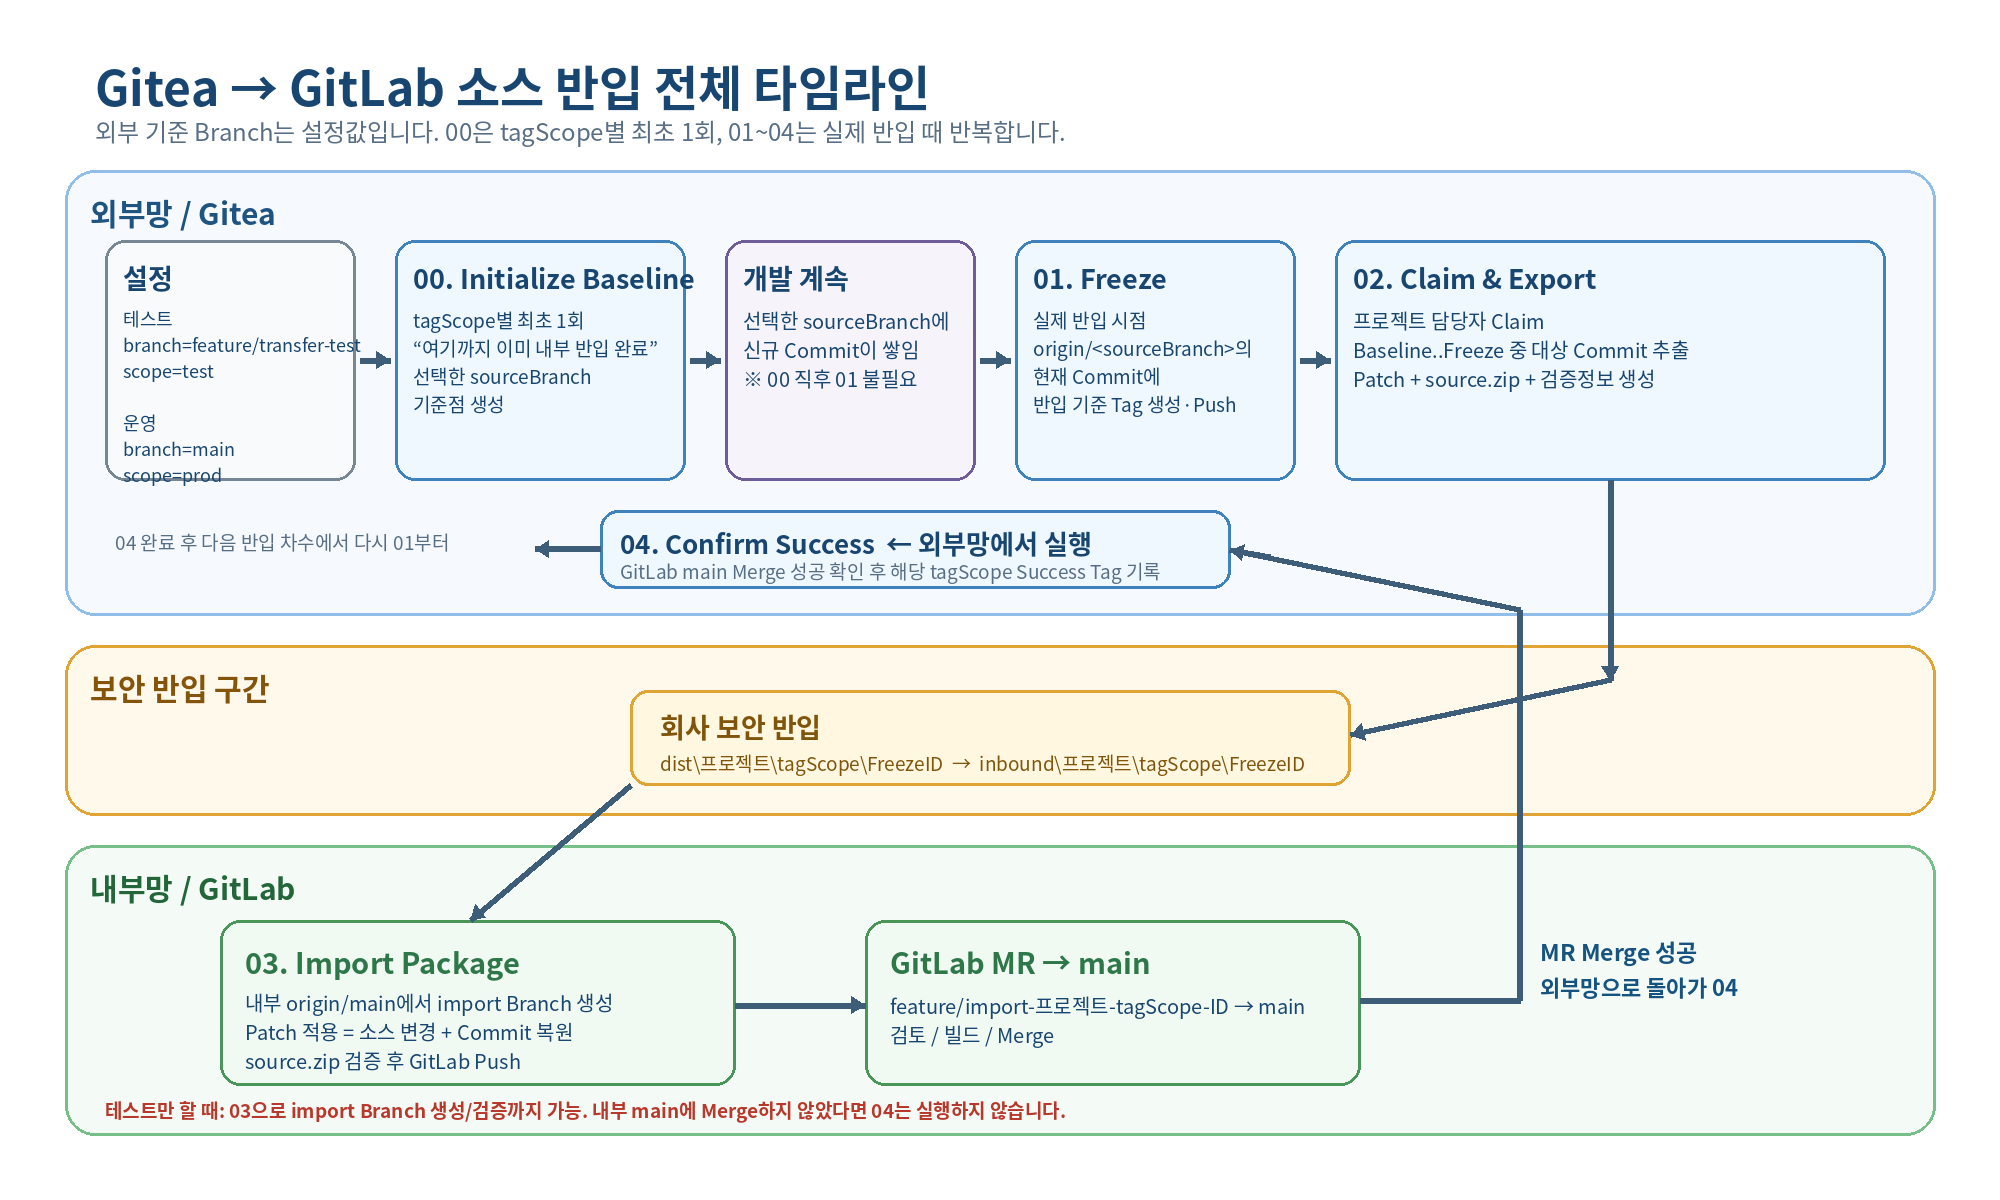 Gitea → GitLab 소스 반입 전체 타임라인
외부 기준 Branch는 설정값입니다. 00은 tagScope별 최초 1회, 01~04는 실제 반입 때 반복합니다.
외부망 / Gitea
설정
테스트
branch=feature/transfer-test
scope=test
운영
branch=main
scope=prod
00. Initialize Baseline
tagScope별 최초 1회
“여기까지 이미 내부 반입 완료”
선택한 sourceBranch
기준점 생성
개발 계속
선택한 sourceBranch에
신규 Commit이 쌓임
※ 00 직후 01 불필요
01. Freeze
실제 반입 시점
origin/<sourceBranch>의
현재 Commit에
반입 기준 Tag 생성 · Push
02. Claim & Export
프로젝트 담당자 Claim
Baseline..Freeze 중 대상 Commit 추출
Patch + source.zip + 검증정보 생성
04 완료 후 다음 반입 차수에서 다시 01부터
04. Confirm Success ← 외부망에서 실행
GitLab main Merge 성공 확인 후 해당 tagScope Success Tag 기록
보안 반입 구간
회사 보안 반입
dist\프로젝트\tagScope\FreezeID → inbound\프로젝트\tagScope\FreezeID
내부망 / GitLab
03. Import Package
내부 origin/main에서 import Branch 생성
Patch 적용 = 소스 변경 + Commit 복원
source.zip 검증 후 GitLab Push
GitLab MR → main
feature/import-프로젝트-tagScope-ID → main
검토 / 빌드 / Merge
MR Merge 성공
외부망으로 돌아가 04
테스트만 할 때: 03으로 import Branch 생성/검증까지 가능. 내부 main에 Merge하지 않았다면 04는 실행하지 않습니다.